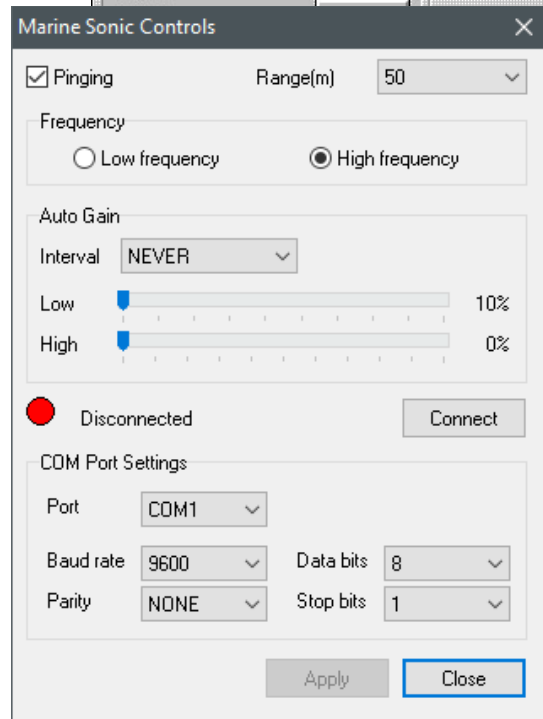 Marine Sonic Controls
Pinging Range(m) 50
Frequency
Low frequency High frequency
Auto Gain
Interval NEVER
Low 10%
High 0%
Disconnected Connect
COM Port Settings
Port COM1
Baud rate 9600 Data bits 8
Parity NONE Stop bits 1
Apply Close